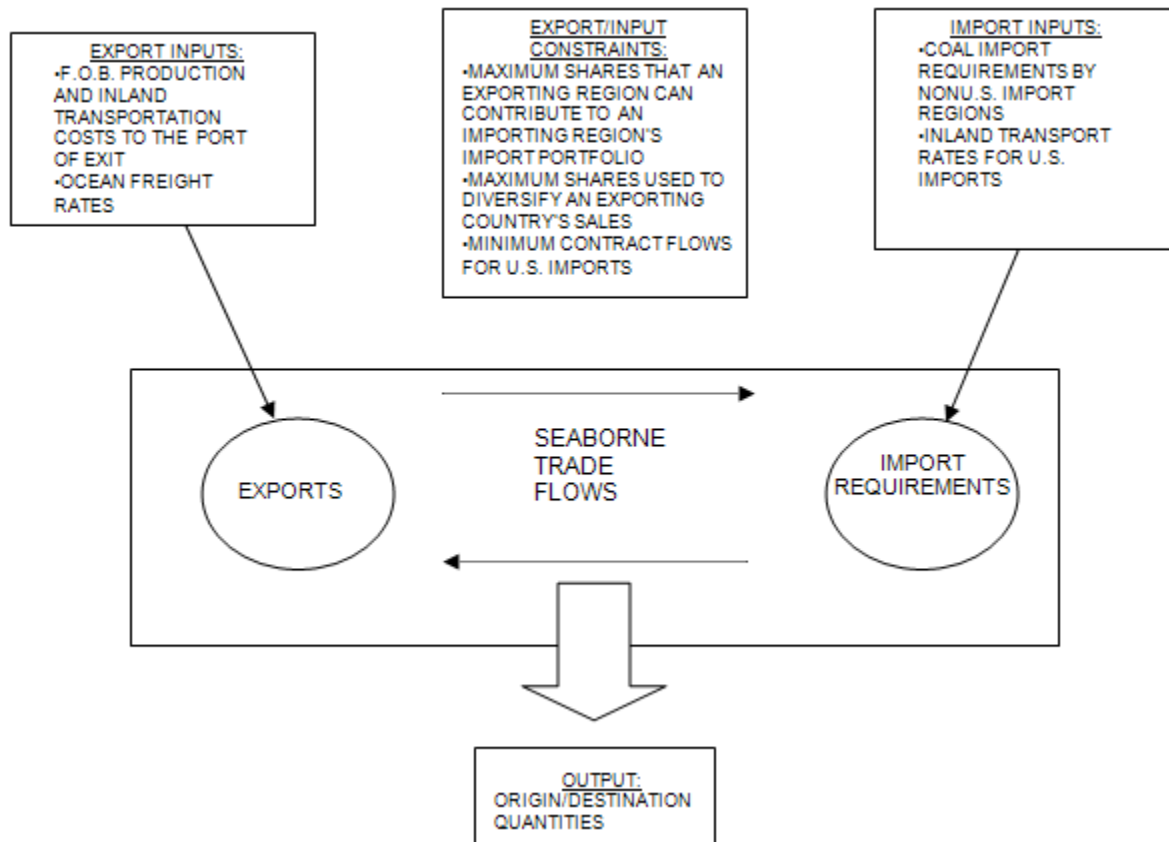 EXPORT INPUTS:
•F.O.B. PRODUCTION
AND INLAND
TRANSPORTATION
COSTS TO THE PORT
OF EXIT
•OCEAN FREIGHT
RATES
EXPORT/INPUT
CONSTRAINTS:
•MAXIMUM SHARES THAT AN
EXPORTING REGION CAN
CONTRIBUTE TO AN
IMPORTING REGION'S
IMPORT PORTFOLIO
•MAXIMUM SHARES USED TO
DIVERSIFY AN EXPORTING
COUNTRY'S SALES
•MINIMUM CONTRACT FLOWS
FOR U.S. IMPORTS
IMPORT INPUTS:
•COAL IMPORT
REQUIREMENTS BY
NONU.S. IMPORT
REGIONS
•INLAND TRANSPORT
RATES FOR U.S.
IMPORTS
EXPORTS
SEABORNE
TRADE
FLOWS
IMPORT
REQUIREMENTS
OUTPUT:
ORIGIN/DESTINATION
QUANTITIES